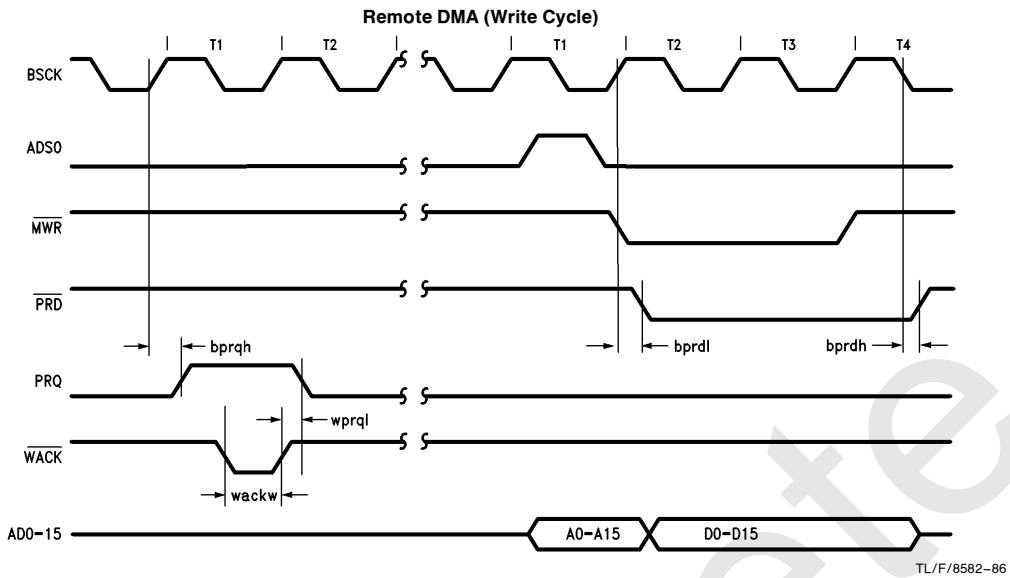 Remote DMA (Write Cycle)
T1 T2 T1 T2 T3 T4
BSCK
ADS0
MWR
PRD
bprqh bprdl bprdh
PRQ
wprql
WACK
wackw
AD0-15 A0-A15 D0-D15
TL/F/8582-86